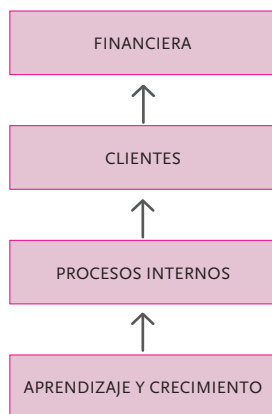 FINANCIERA
CLIENTES
PROCESOS INTERNOS
APRENDIZAJE Y CRECIMIENTO